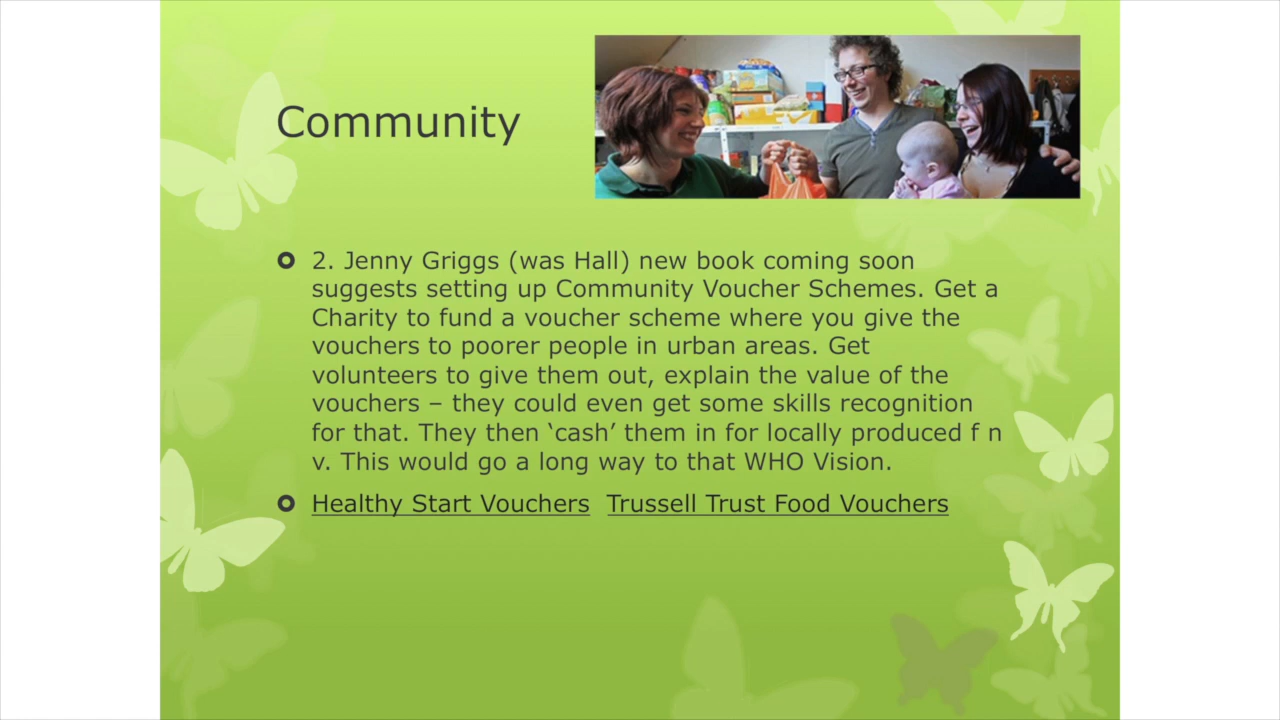 Community
2. Jenny Griggs (was Hall) new book coming soon
suggests setting up Community Voucher Schemes. Get a
Charity to fund a voucher scheme where you give the
vouchers to poorer people in urban areas. Get
volunteers to give them out, explain the value of the
vouchers – they could even get some skills recognition
for that. They then ‘cash’ them in for locally produced f n
v. This would go a long way to that WHO Vision.
Healthy Start Vouchers Trussell Trust Food Vouchers